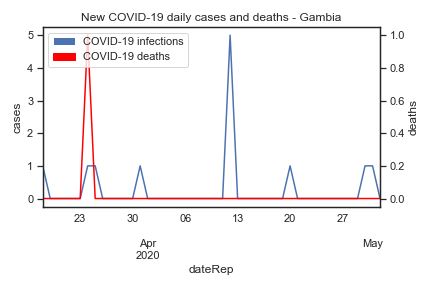 New COVID-19 daily cases and deaths - Gambia
COVID-19 infections
COVID-19 deaths
5
4
3
2
1
0
cases
1.0
0.8
0.6
0.4
0.2
0.0
deaths
23 30 06 13 20 27
Apr May
2020
dateRep